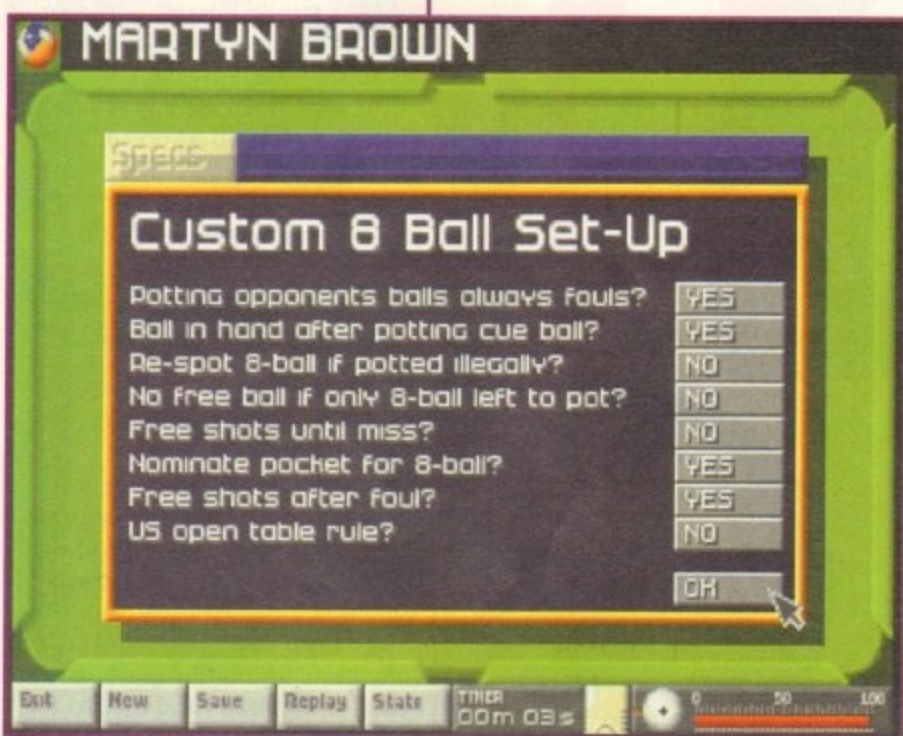 MARTYN BROWN
Specs
Custom 8 Ball Set-Up
Potting opponents balls always fouls? YES
Ball in hand after potting cue ball? YES
Re-spot 8-ball if potted illegally? NO
No free ball if only 8-ball left to pot? NO
Free shots until miss? NO
Nominate pocket for 8-ball? YES
Free shots after foul? YES
US open table rule? NO
OK
Exit New Save Replay Stats TIMER 00m 03s 0 50 100